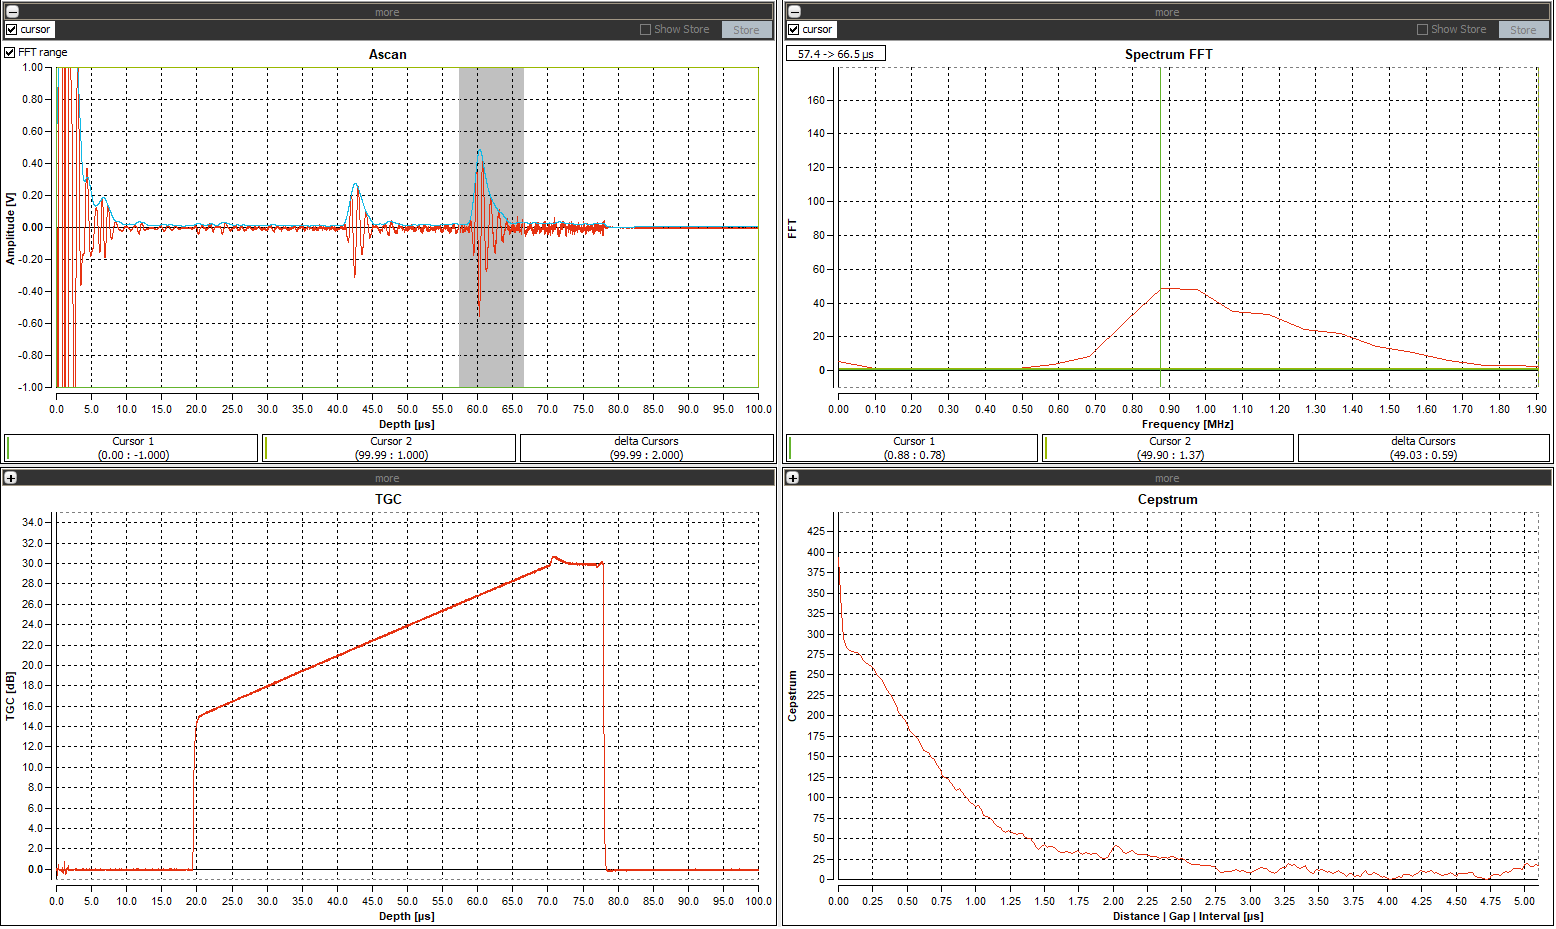 more
cursor
Show Store
Store
FFT range
Ascan
Amplitude [V]
1.00
0.80
0.60
0.40
0.20
0.00
-0.20
-0.40
-0.60
-0.80
-1.00
0.0 5.0 10.0 15.0 20.0 25.0 30.0 35.0 40.0 45.0 50.0 55.0 60.0 65.0 70.0 75.0 80.0 85.0 90.0 95.0 100.0
Depth [µs]
Cursor 1
(0.00 : -1.000)
Cursor 2
(99.99 : 1.000)
delta Cursors
(99.99 : 2.000)
more
cursor
Show Store
Store
57.4 -> 66.5 µs
Spectrum FFT
FFT
160
140
120
100
80
60
40
20
0
0.00 0.10 0.20 0.30 0.40 0.50 0.60 0.70 0.80 0.90 1.00 1.10 1.20 1.30 1.40 1.50 1.60 1.70 1.80 1.90
Frequency [MHz]
Cursor 1
(0.88 : 0.78)
Cursor 2
(49.90 : 1.37)
delta Cursors
(49.03 : 0.59)
more
TGC
TGC [dB]
34.0
32.0
30.0
28.0
26.0
24.0
22.0
20.0
18.0
16.0
14.0
12.0
10.0
8.0
6.0
4.0
2.0
0.0
0.0 5.0 10.0 15.0 20.0 25.0 30.0 35.0 40.0 45.0 50.0 55.0 60.0 65.0 70.0 75.0 80.0 85.0 90.0 95.0 100.0
Depth [µs]
more
Cepstrum
Cepstrum
425
400
375
350
325
300
275
250
225
200
175
150
125
100
75
50
25
0
0.00 0.25 0.50 0.75 1.00 1.25 1.50 1.75 2.00 2.25 2.50 2.75 3.00 3.25 3.50 3.75 4.00 4.25 4.50 4.75 5.00
Distance | Gap | Interval [µs]